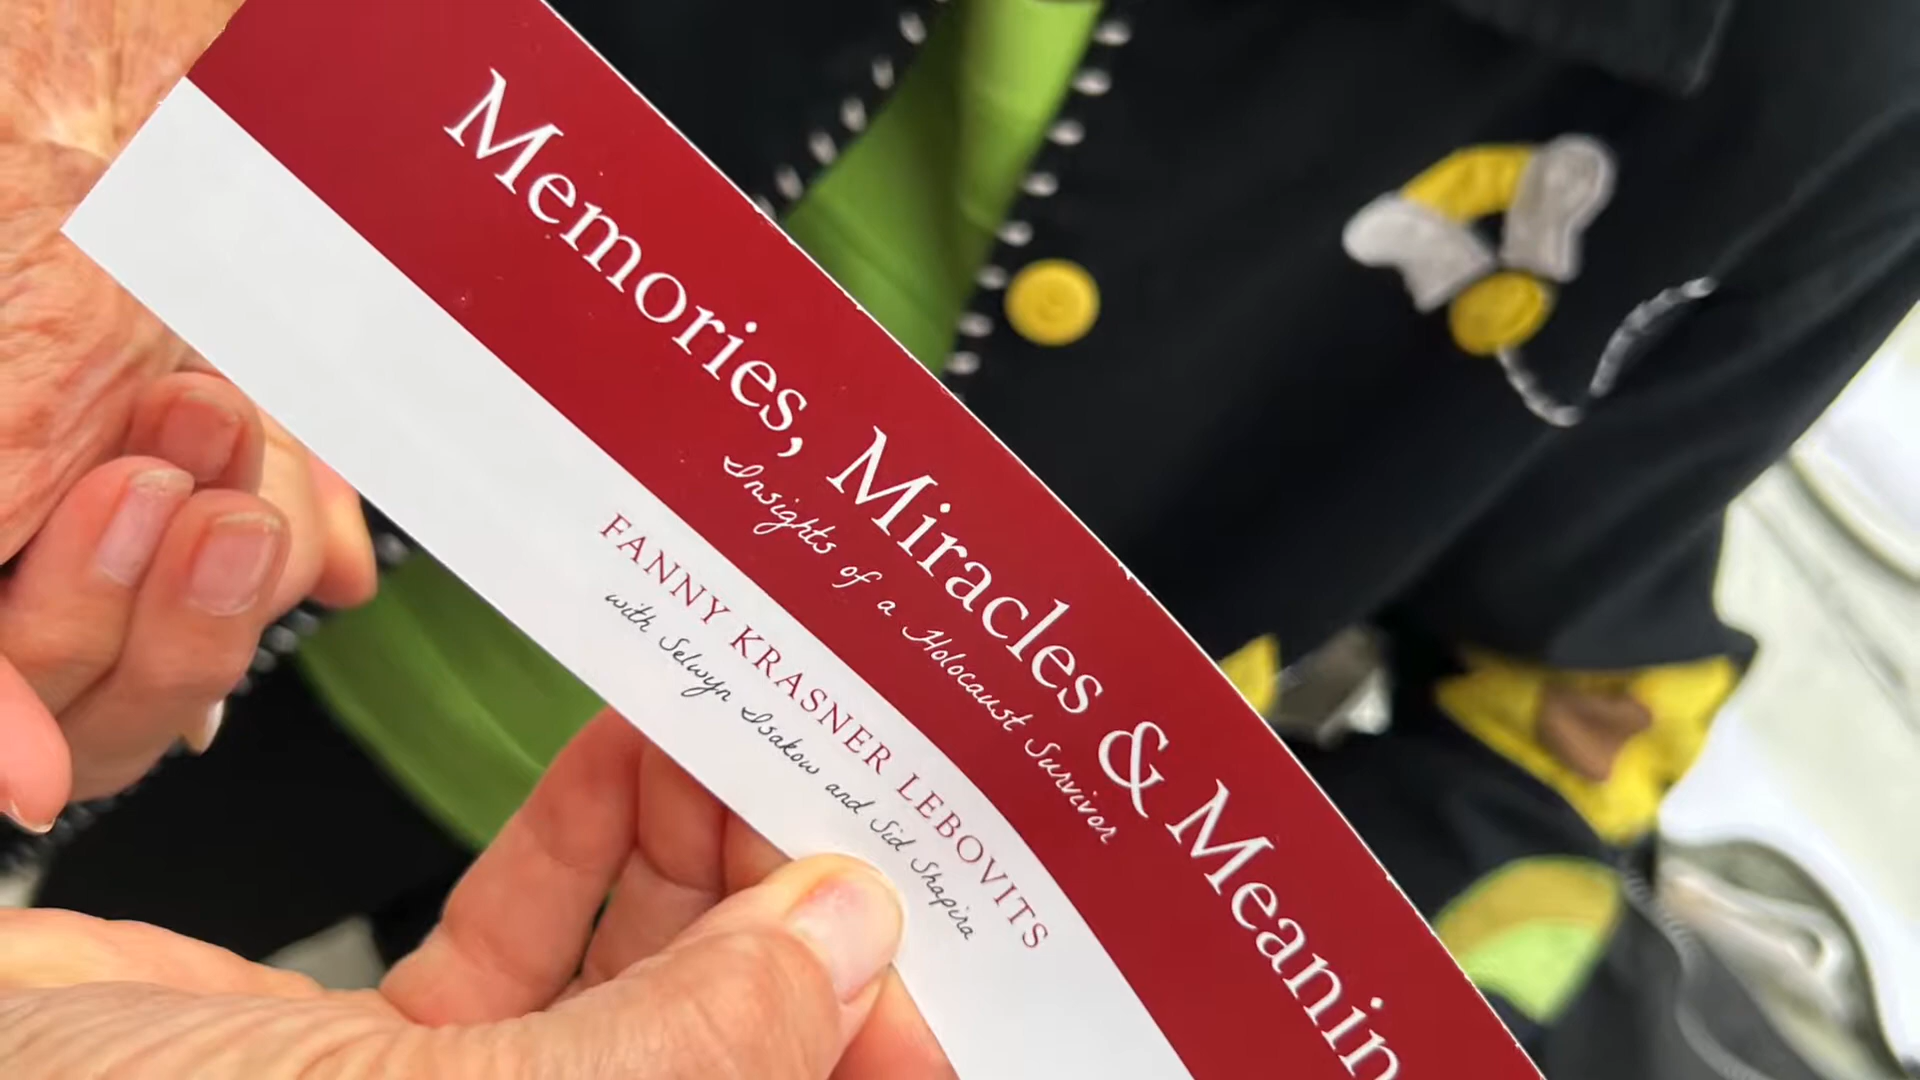 Memories, Miracles & Meanin
Insights of a Holocaust Survivor
FANNY KRASNER LEBOVITS
with Selwyn Isakow and Sid Shapira